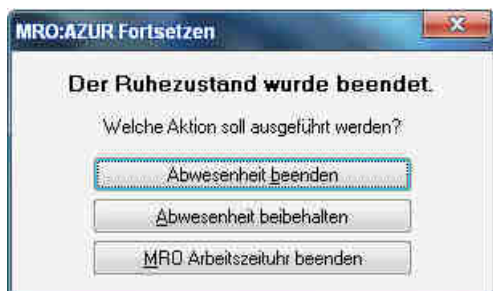 MRO:AZUR Fortsetzen
Der Ruhezustand wurde beendet.
Welche Aktion soll ausgeführt werden?
Abwesenheit beenden
Abwesenheit beibehalten
MRO Arbeitszeituhr beenden